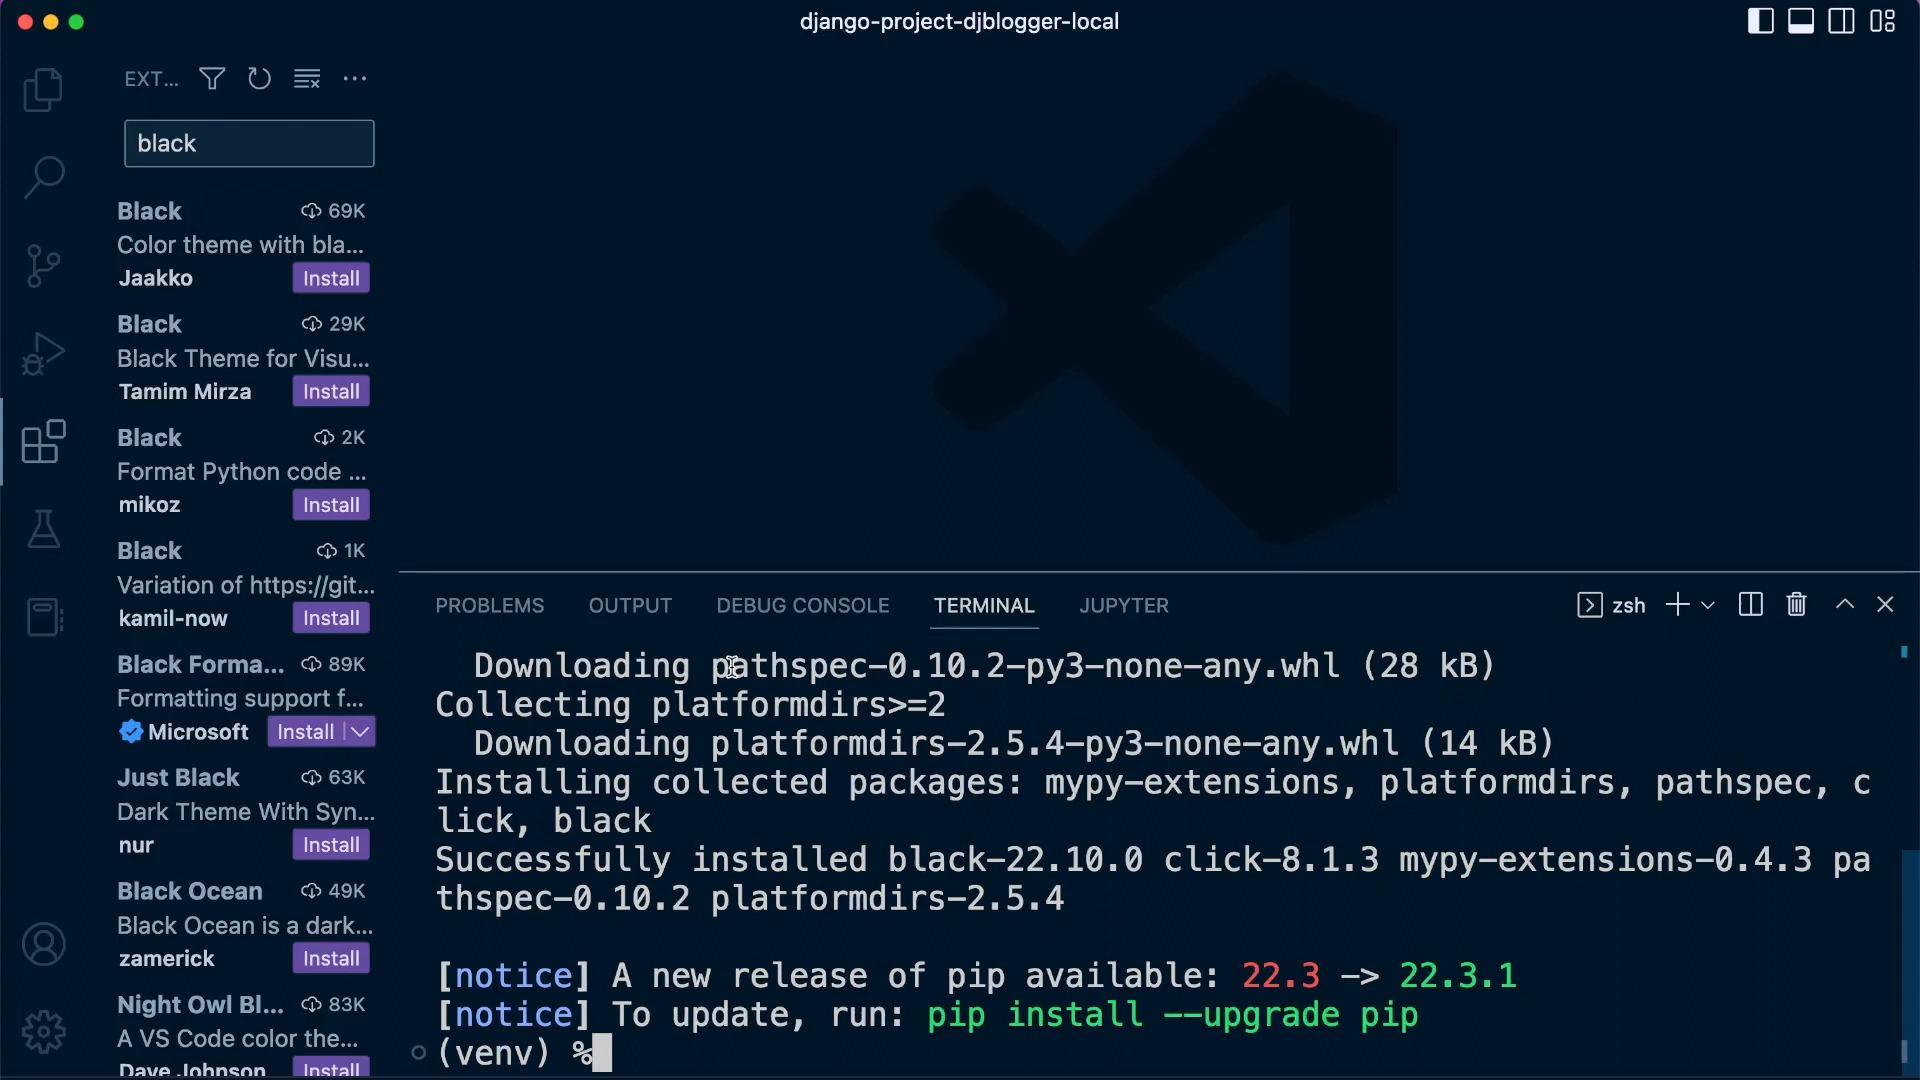 django-project-djblogger-local
EXT...
black
Black 69K
Color theme with bla...
Jaakko Install
Black 29K
Black Theme for Visu...
Tamim Mirza Install
Black 2K
Format Python code ...
mikoz Install
Black 1K
Variation of https://git...
kamil-now Install
Black Forma... 89K
Formatting support f...
Microsoft Install
Just Black 63K
Dark Theme With Syn...
nur Install
Black Ocean 49K
Black Ocean is a dark...
zamerick Install
Night Owl Bl... 83K
A VS Code color the...
Dave Johnson Install
PROBLEMS OUTPUT DEBUG CONSOLE TERMINAL JUPYTER zsh
Downloading pathspec-0.10.2-py3-none-any.whl (28 kB)
Collecting platformdirs>=2
Downloading platformdirs-2.5.4-py3-none-any.whl (14 kB)
Installing collected packages: mypy-extensions, platformdirs, pathspec, c
lick, black
Successfully installed black-22.10.0 click-8.1.3 mypy-extensions-0.4.3 pa
thspec-0.10.2 platformdirs-2.5.4
[notice] A new release of pip available: 22.3 -> 22.3.1
[notice] To update, run: pip install --upgrade pip
(venv) %